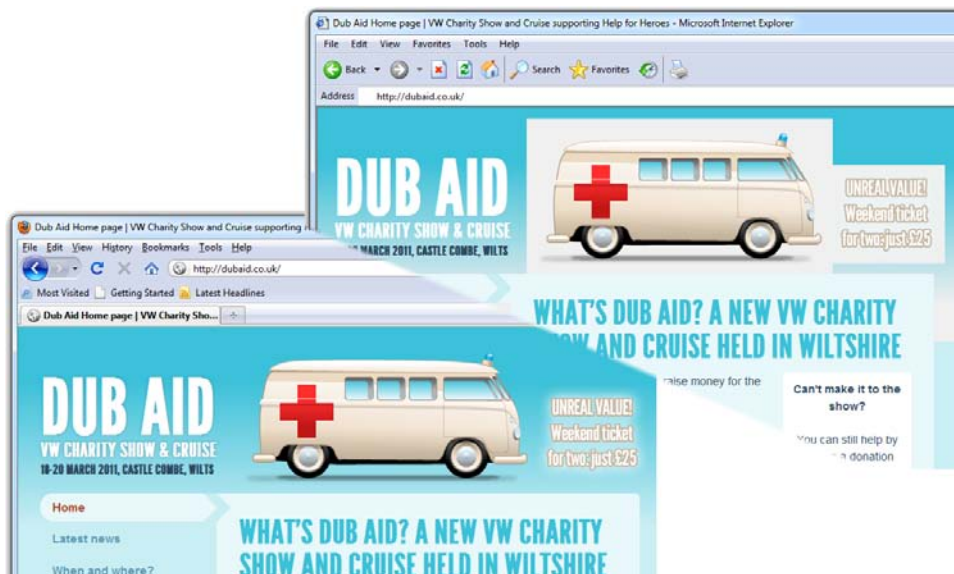 Dub Aid Home page | VW Charity Show and Cruise supporting Help for Heroes - Microsoft Internet Explorer
File Edit View Favorites Tools Help
Back Search Favorites
Address http://dubaid.co.uk/
DUB AID
VW CHARITY SHOW & CRUISE
MARCH 2011, CASTLE COMBE, WILTS
UNREAL VALUE!
Weekend ticket
for two: just £25
WHAT'S DUB AID? A NEW VW CHARITY
SHOW AND CRUISE HELD IN WILTSHIRE
raise money for the
Can't make it to the
show?
You can still help by
a donation
Dub Aid Home page | VW Charity Show and Cruise supporting
File Edit View History Bookmarks Tools Help
http://dubaid.co.uk/
Most Visited Getting Started Latest Headlines
Dub Aid Home page | VW Charity Sho...
DUB AID
VW CHARITY SHOW & CRUISE
18-20 MARCH 2011, CASTLE COMBE, WILTS
UNREAL VALUE!
Weekend ticket
for two: just £25
Home
Latest news
When and where?
WHAT'S DUB AID? A NEW VW CHARITY
SHOW AND CRUISE HELD IN WILTSHIRE